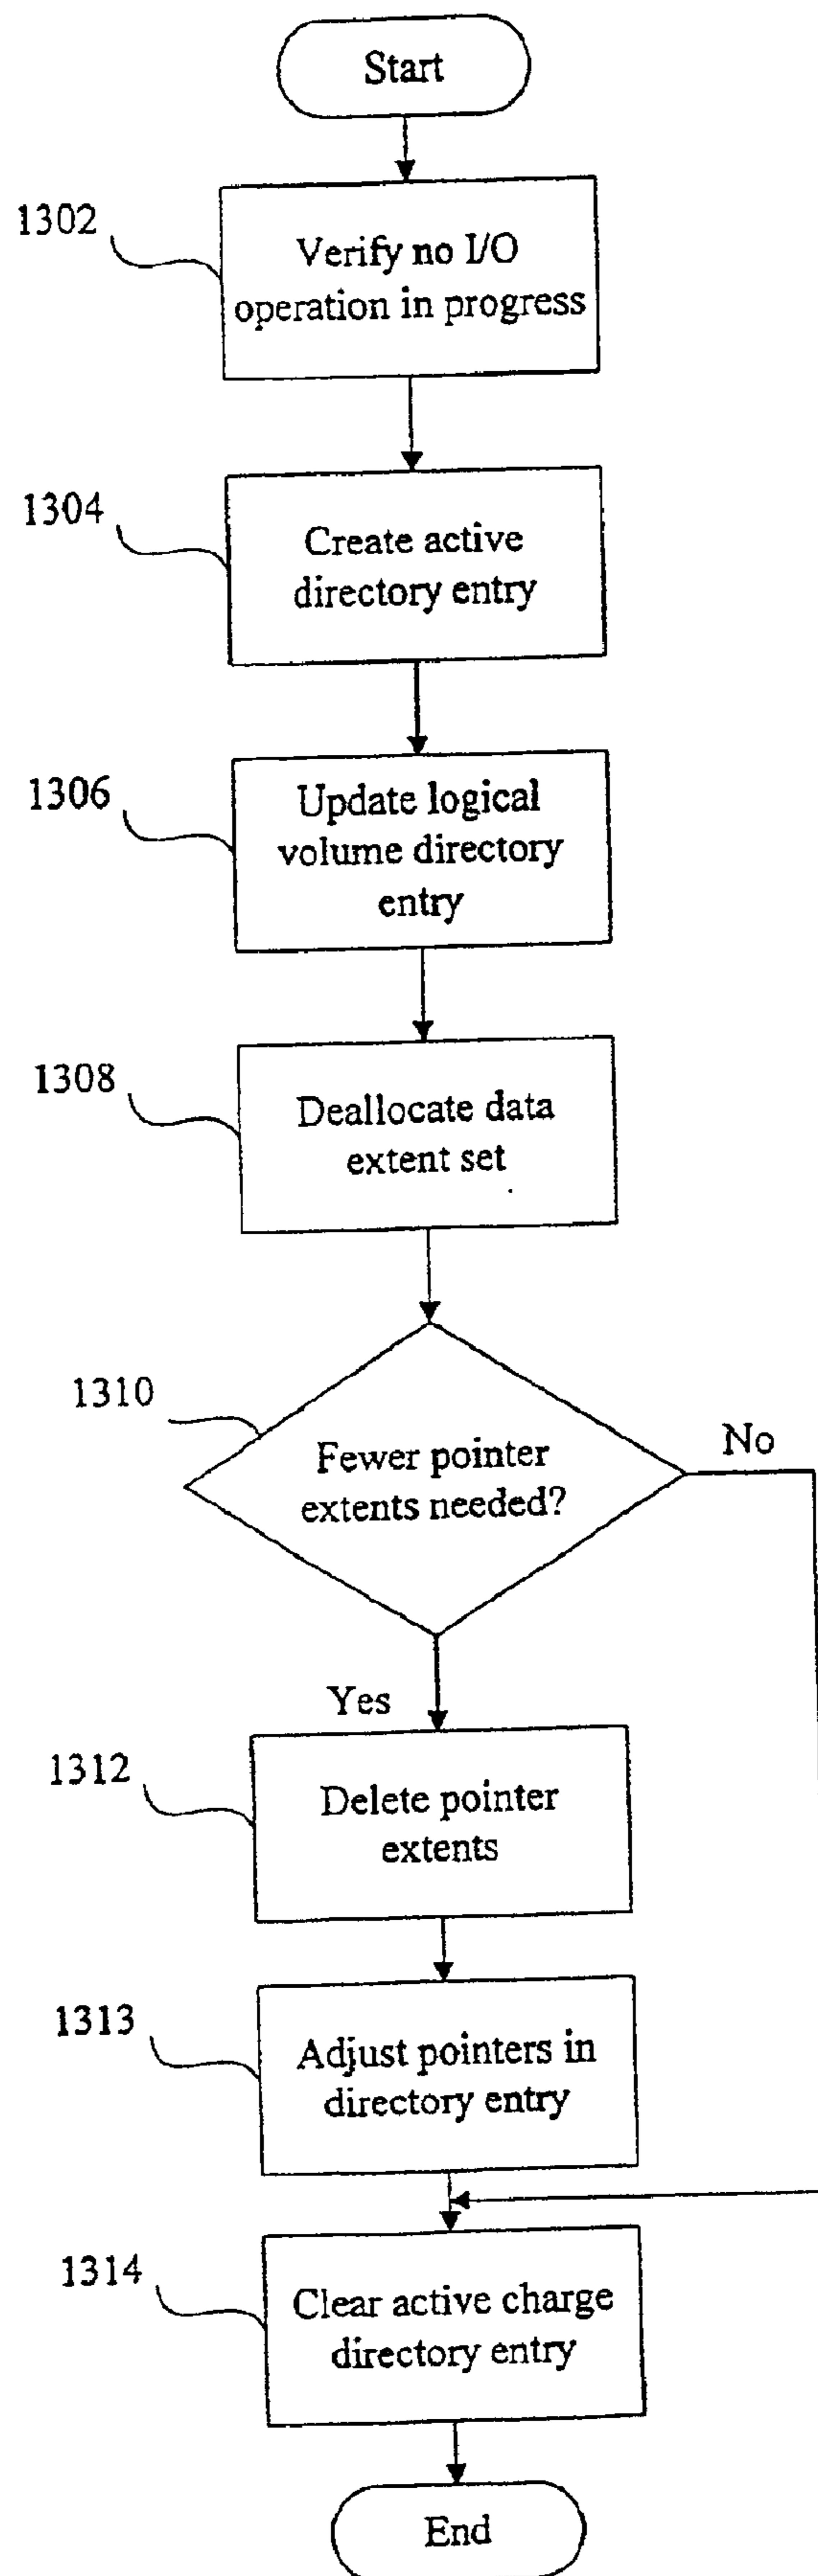 Start
1302
Verify no I/O
operation in progress
1304
Create active
directory entry
1306
Update logical
volume directory
entry
1308
Deallocate data
extent set
1310
Fewer pointer
extents needed?
No
Yes
1312
Delete pointer
extents
1313
Adjust pointers in
directory entry
1314
Clear active charge
directory entry
End